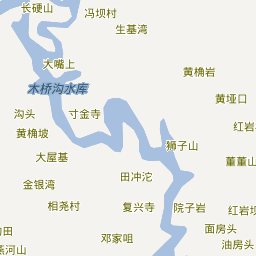 长硬山
冯坝村
生基湾
大嘴上
黄桷岩
木桥沟水库
黄垭口
沟头
寸金寺
红岩
黄桷坡
狮子山
大屋基
董董山
田冲沱
金银湾
相尧村
复兴寺
院子岩
红岩坝
面房头
邓家咀
油房头
燕河山